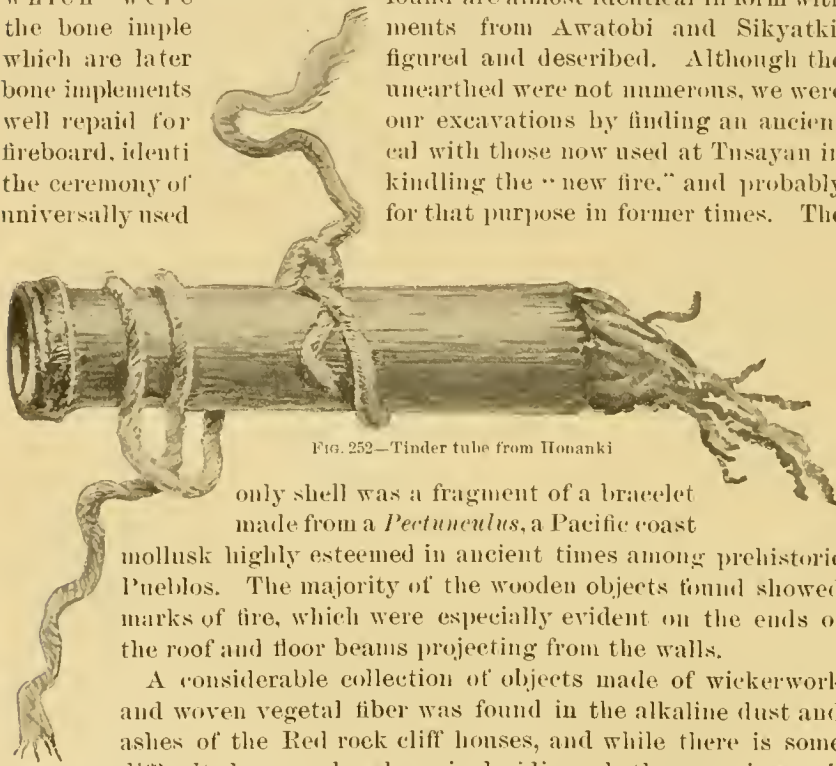 which were found are almost identical in form with
the bone imple ments from Awatobi and Sikyatki
which are later figured and described. Although the
bone implements unearthed were not numerous, we were
well repaid for our excavations by finding an ancien
fireboard, identi cal with those now used at Tusayan in
the ceremony of kindling the "new fire," and probably
universally used for that purpose in former times. The
FIG. 252—Tinder tube from Honanki
only shell was a fragment of a bracelet
made from a Pectunculus, a Pacific coast
mollusk highly esteemed in ancient times among prehistoric
Pueblos. The majority of the wooden objects found showed
marks of fire, which were especially evident on the ends o
the roof and floor beams projecting from the walls.
A considerable collection of objects made of wickerwork
and woven vegetal fiber was found in the alkaline dust and
ashes of the Red rock cliff houses, and while there is some